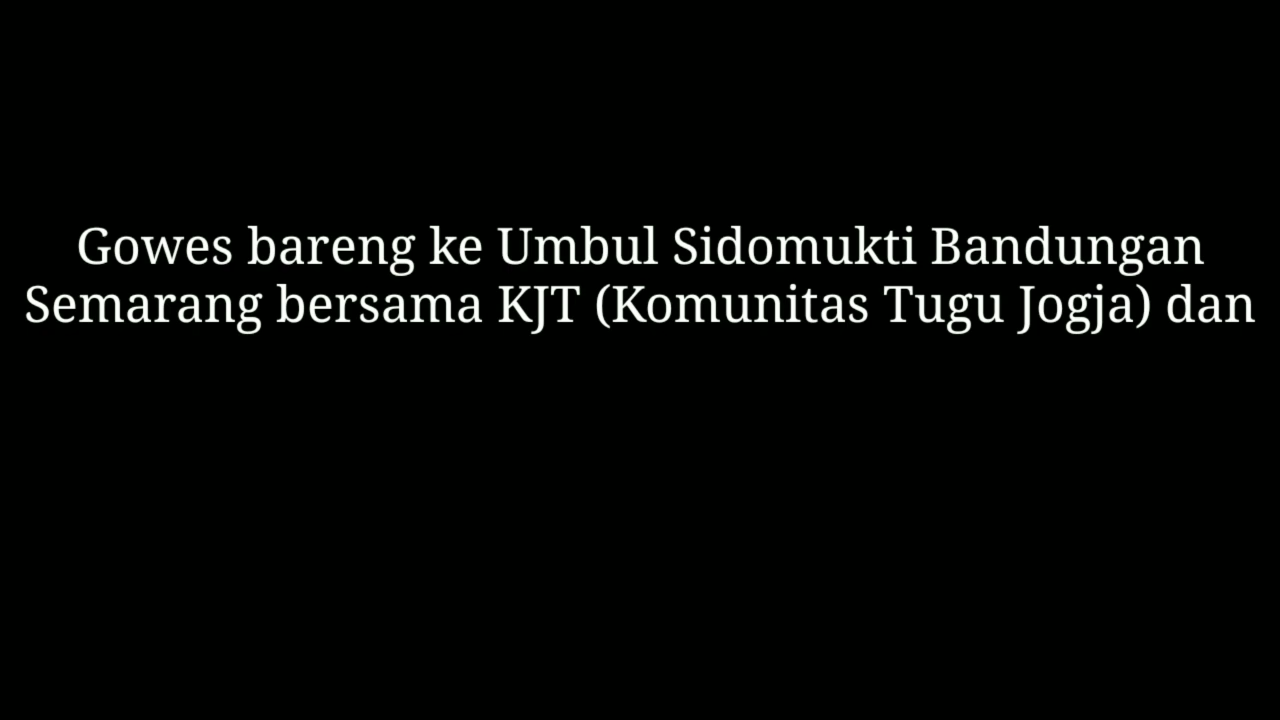 Gowes bareng ke Umbul Sidomukti Bandungan
Semarang bersama KJT (Komunitas Tugu Jogja) dan